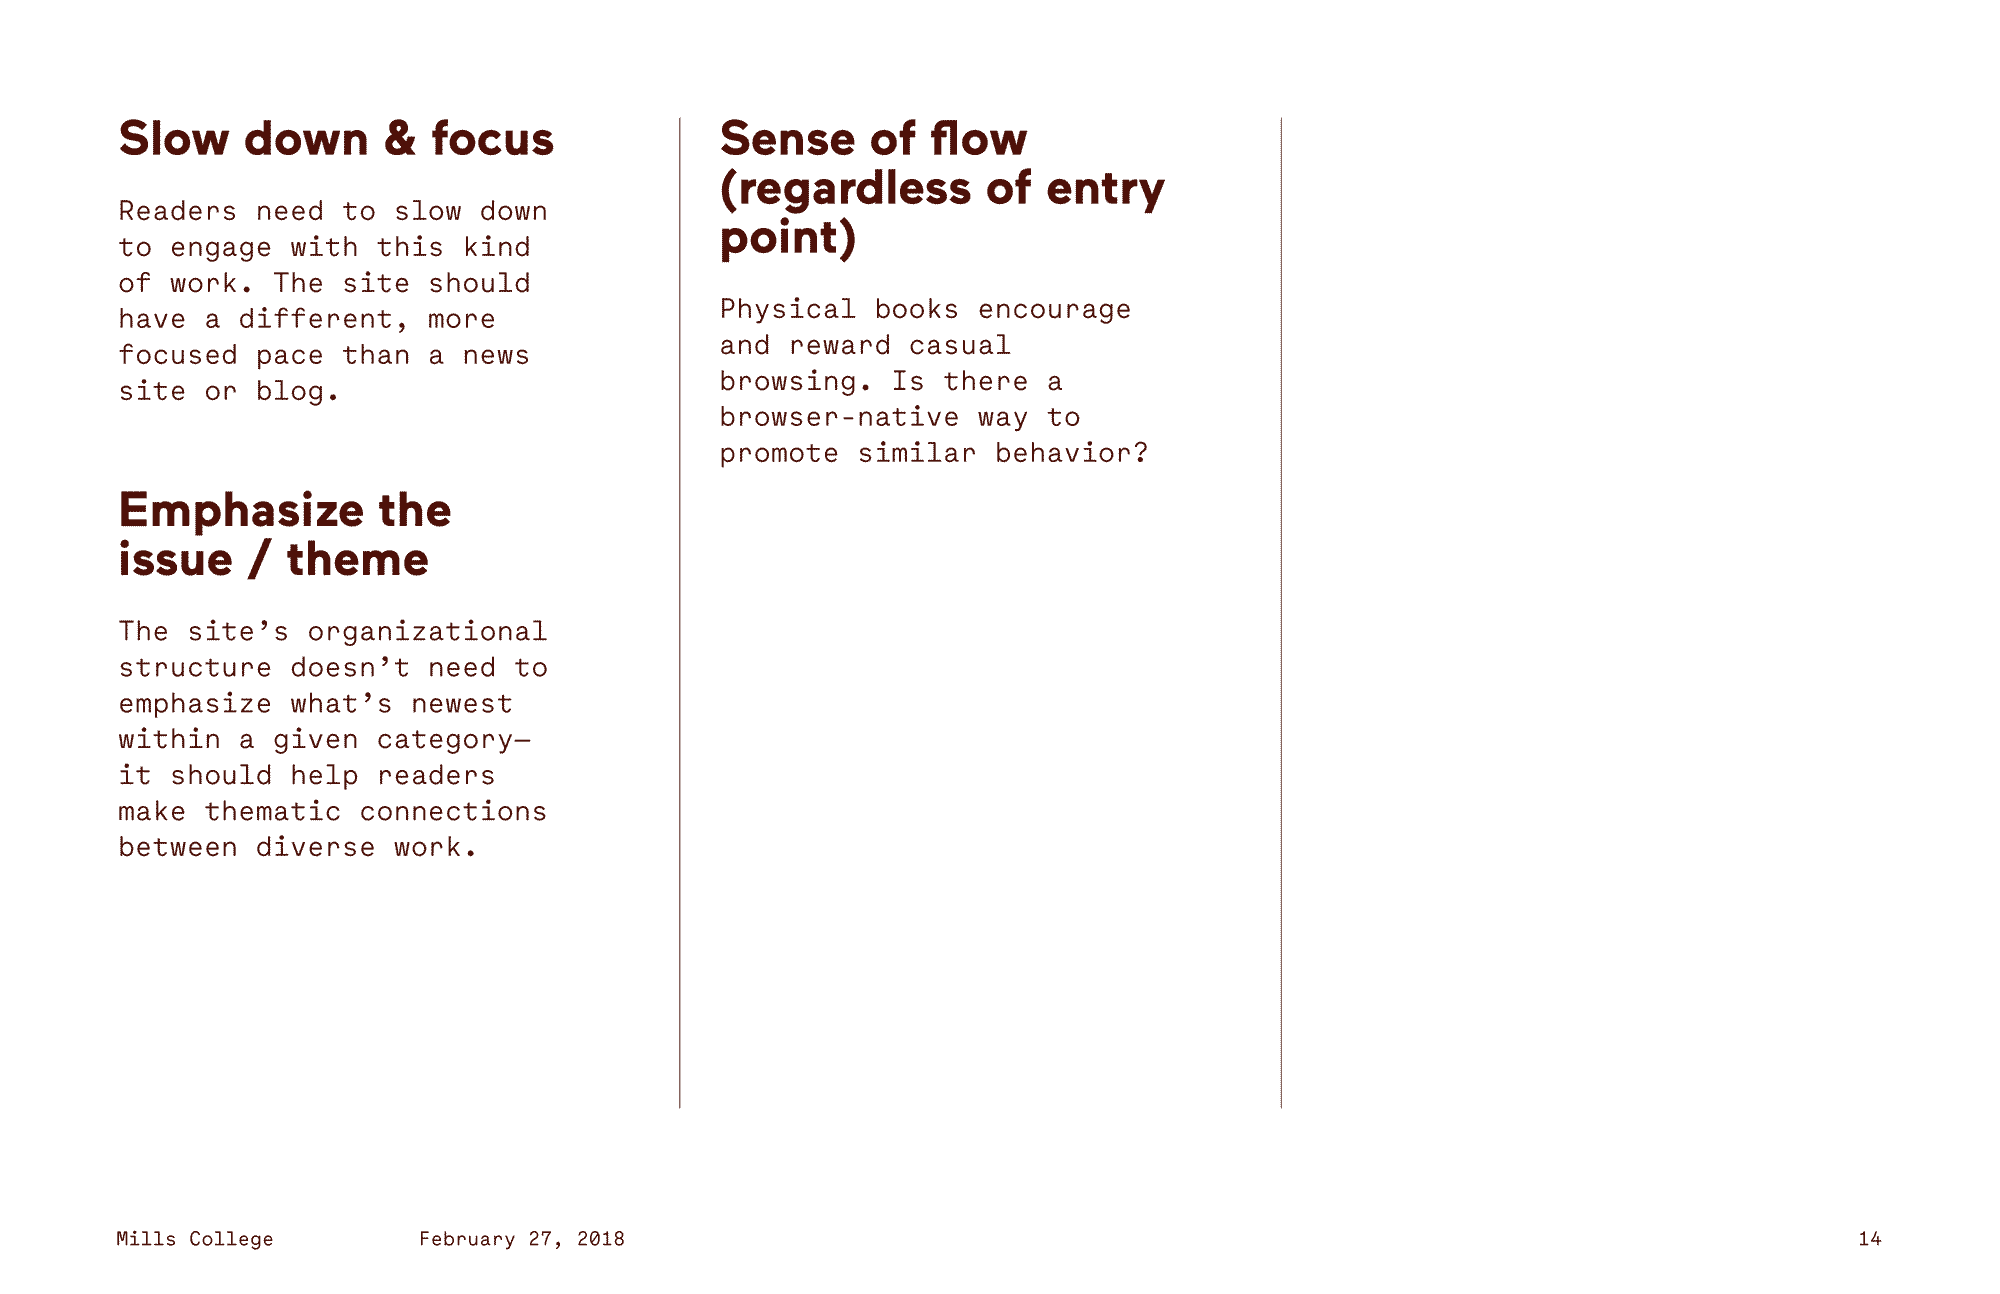 Slow down & focus
Readers need to slow down
to engage with this kind
of work. The site should
have a different, more
focused pace than a news
site or blog.
Emphasize the
issue / theme
The site’s organizational
structure doesn’t need to
emphasize what’s newest
within a given category—
it should help readers
make thematic connections
between diverse work.
Sense of flow
(regardless of entry
point)
Physical books encourage
and reward casual
browsing. Is there a
browser-native way to
promote similar behavior?
Mills College
February 27, 2018
14